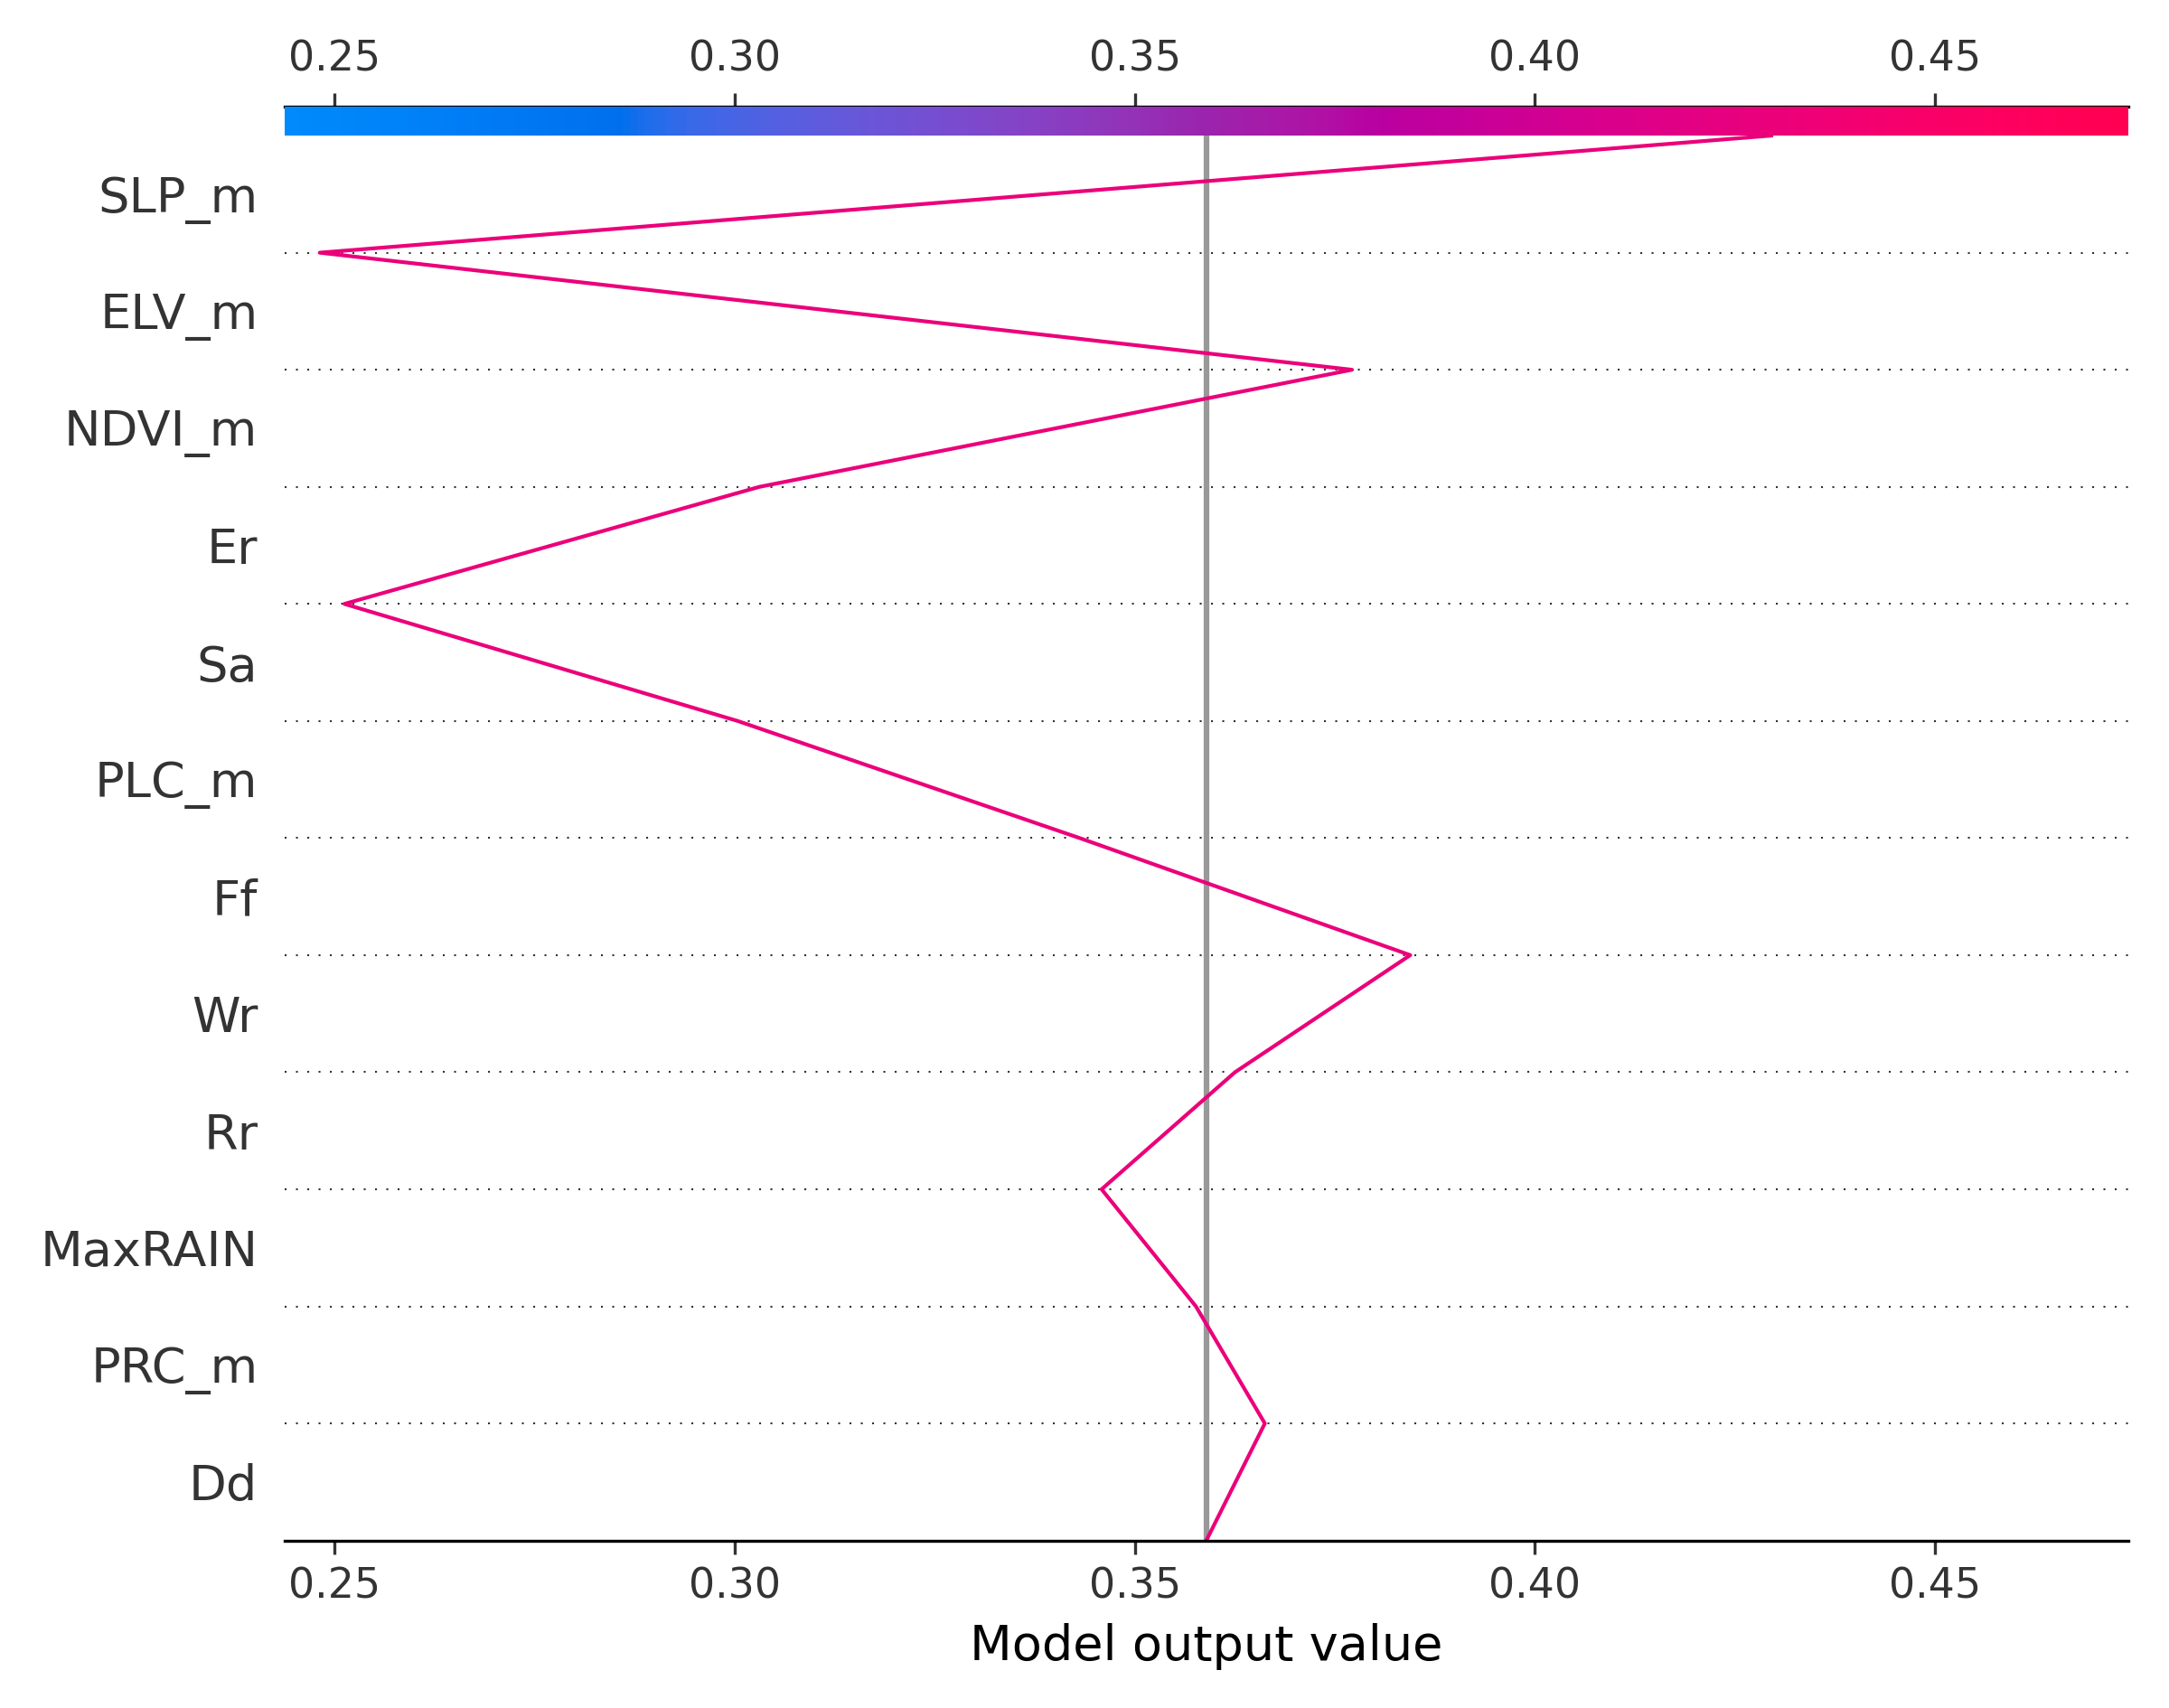 0.25 0.30 0.35 0.40 0.45
SLP_m
ELV_m
NDVI_m
Er
Sa
PLC_m
Ff
Wr
Rr
MaxRAIN
PRC_m
Dd
0.25 0.30 0.35 0.40 0.45
Model output value